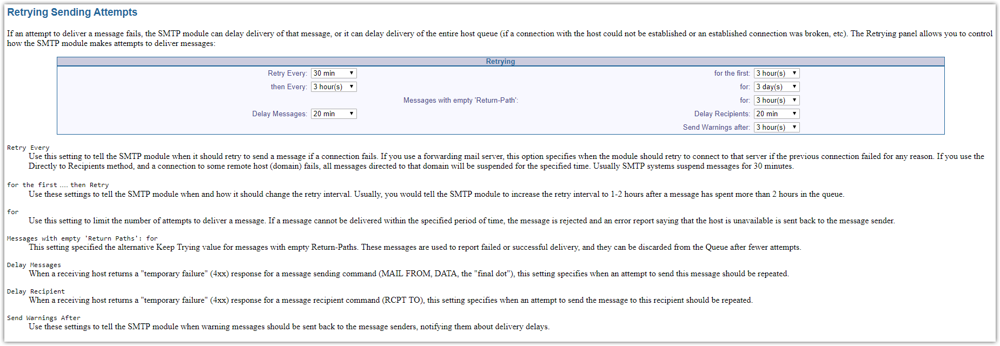 Retrying Sending Attempts
If an attempt to deliver a message fails, the SMTP module can delay delivery of that message, or it can delay delivery of the entire host queue (if a connection with the host could not be established or an established connection was broken, etc). The Retrying panel allows you to control
how the SMTP module makes attempts to deliver messages:
Retrying
Retry Every: 30 min for the first: 3 hour(s)
then Every: 3 hour(s) for: 3 day(s)
Messages with empty 'Return-Path': for: 3 hour(s)
Delay Messages: 20 min Delay Recipients: 20 min
Send Warnings after: 3 hour(s)
Retry Every
Use this setting to tell the SMTP module when it should retry to send a message if a connection fails. If you use a forwarding mail server, this option specifies when the module should retry to connect to that server if the previous connection failed for any reason. If you use the
Directly to Recipients method, and a connection to some remote host (domain) fails, all messages directed to that domain will be suspended for the specified time. Usually SMTP systems suspend messages for 30 minutes.
for the first .... then Retry
Use these settings to tell the SMTP module when and how it should change the retry interval. Usually, you would tell the SMTP module to increase the retry interval to 1-2 hours after a message has spent more than 2 hours in the queue.
for
Use this setting to limit the number of attempts to deliver a message. If a message cannot be delivered within the specified period of time, the message is rejected and an error report saying that the host is unavailable is sent back to the message sender.
Messages with empty 'Return Paths': for
This setting specified the alternative Keep Trying value for messages with empty Return-Paths. These messages are used to report failed or successful delivery, and they can be discarded from the Queue after fewer attempts.
Delay Messages
When a receiving host returns a "temporary failure" (4xx) response for a message sending command (MAIL FROM, DATA, the "final dot"), this setting specifies when an attempt to send this message should be repeated.
Delay Recipient
When a receiving host returns a "temporary failure" (4xx) response for a message recipient command (RCPT TO), this setting specifies when an attempt to send the message to this recipient should be repeated.
Send Warnings After
Use these settings to tell the SMTP module when warning messages should be sent back to the message senders, notifying them about delivery delays.